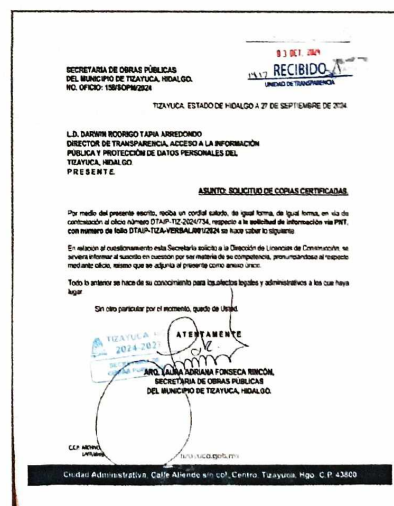 03 OCT. 2024
RECIBIDO
UNIDAD DE TRANSPARENCIA
SECRETARIA DE OBRAS PÚBLICAS
DEL MUNICIPIO DE TIZAYUCA, HIDALGO.
NO. OFICIO: 158/SOPM/2024
TIZAYUCA, ESTADO DE HIDALGO A 27 DE SEPTIEMBRE DE 2024.
L.D. DARWIN RODRIGO TAPIA ARREDONDO
DIRECTOR DE TRANSPARENCIA, ACCESO A LA INFORMACIÓN
PÚBLICA Y PROTECCIÓN DE DATOS PERSONALES DEL
TIZAYUCA, HIDALGO
P R E S E N T E.
ASUNTO: SOLICITUD DE COPIAS CERTIFICADAS.
Por medio del presente escrito, reciba un cordial saludo, de igual forma, de igual forma, en vía de
contestación al oficio número DTAIP-TIZ-2024/734, respecto a la solicitud de información vía PNT,
con número de folio DTAIP-TIZA-VERBAL/001/2024 se hace saber lo siguiente:
En relación al cuestionamiento esta Secretaría solicito a la Dirección de Licencias de Construcción, se
sirviera informar al suscrito en cuestión por ser materia de su competencia, pronunciándose al respecto
mediante oficio, mismo que se adjunta al presente como anexo único.
Todo lo anterior se hace de su conocimiento para los efectos legales y administrativos a los que haya
lugar.
Sin otro particular por el momento, quedo de Usted.
ATENTAMENTE
TIZAYUCA
2024-2027
ARQ. LAURA ADRIANA FONSECA RINCÓN.
SECRETARIA DE OBRAS PÚBLICAS
DEL MUNICIPIO DE TIZAYUCA, HIDALGO.
C.C.P. ARCHIVO
Ciudad Administrativa, Calle Allende sin col. Centro. Tizayuca, Hgo. C.P. 43800